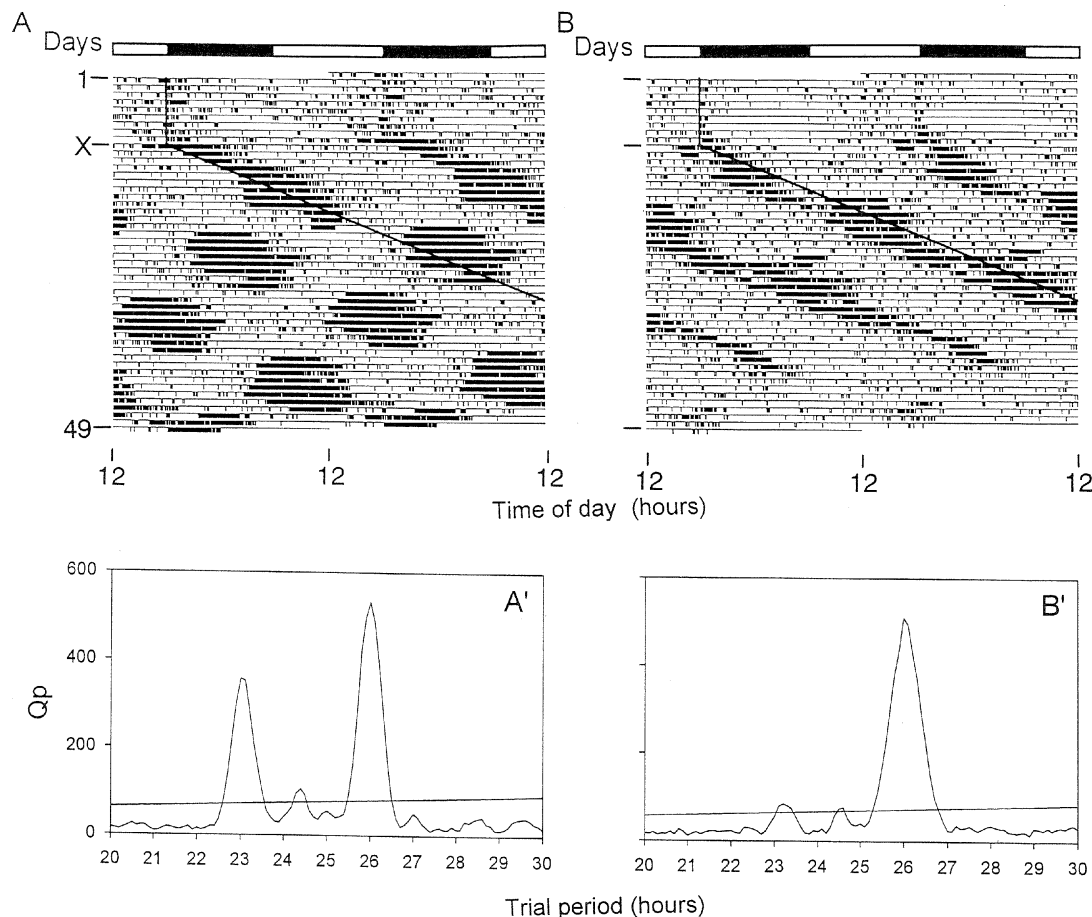 A
Days
B
Days
1
X
49
12 12 12
12 12 12
Time of day (hours)
A'
600
400
200
0
Qp
20 21 22 23 24 25 26 27 28 29 30
B'
20 21 22 23 24 25 26 27 28 29 30
Trial period (hours)